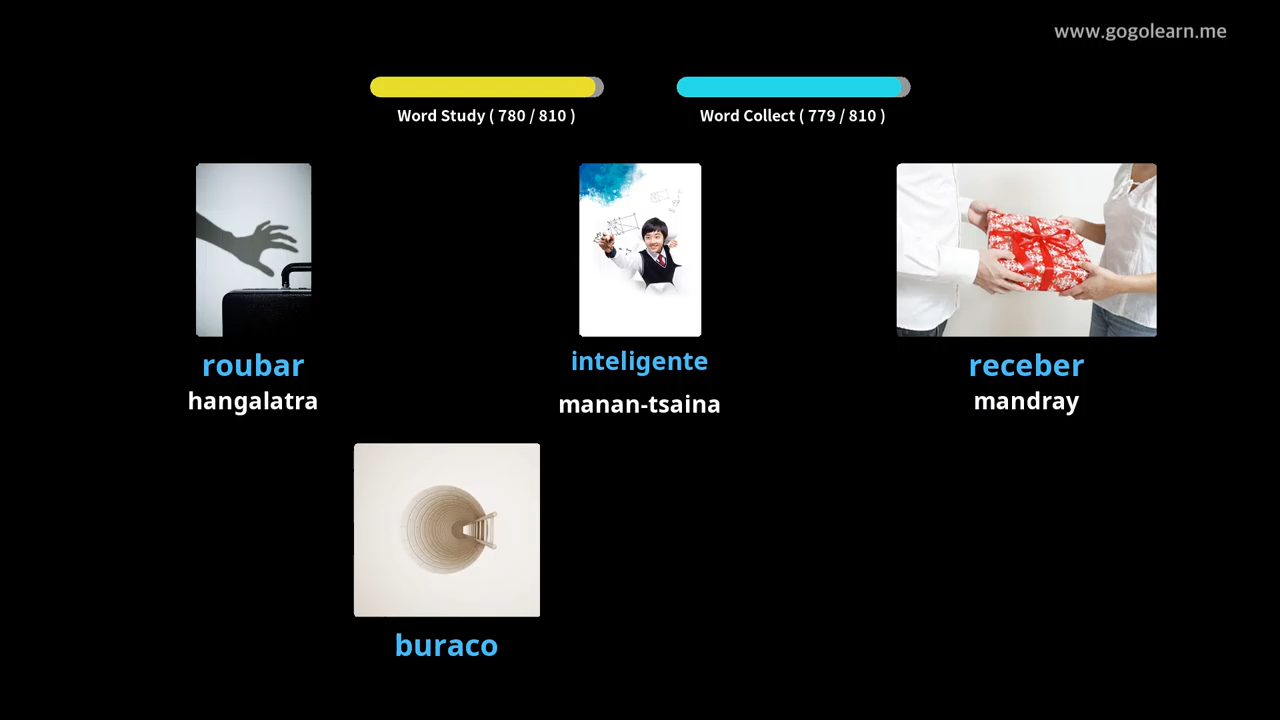 www.gogolearn.me
Word Study ( 780 / 810 )
Word Collect ( 779 / 810 )
roubar
hangalatra
inteligente
manan-tsaina
receber
mandray
buraco